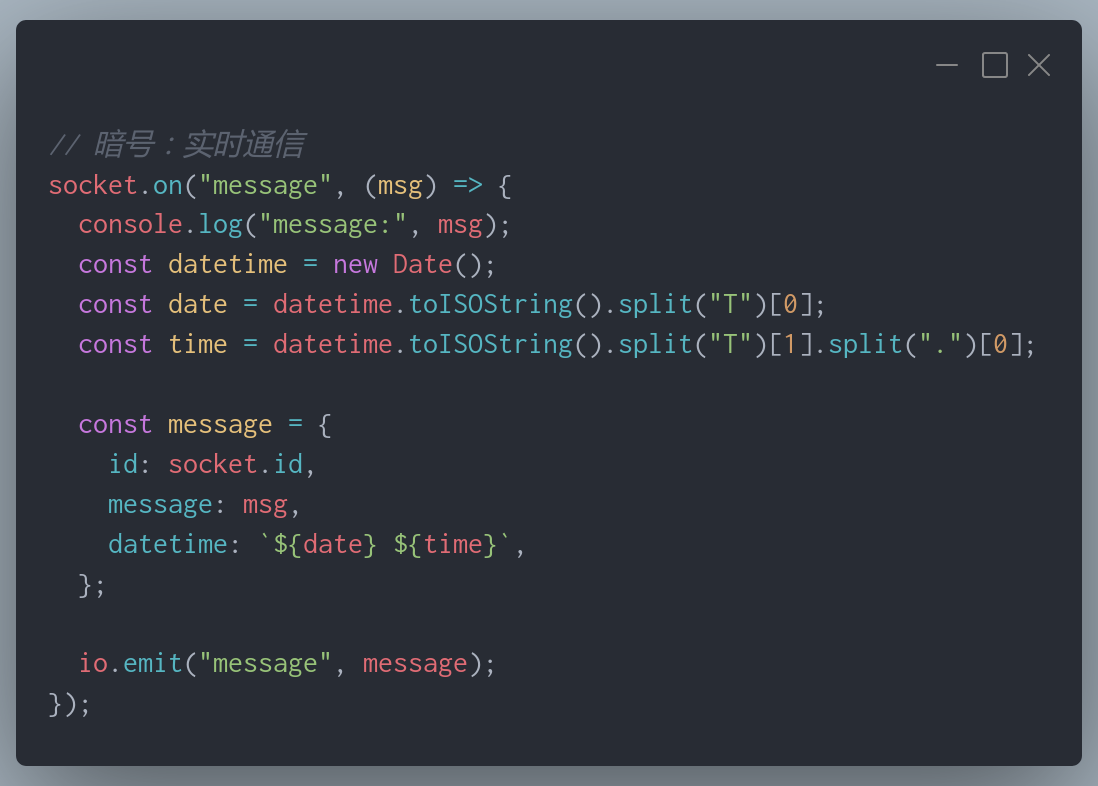 // 暗号：实时通信
socket.on("message", (msg) => {
  console.log("message:", msg);
  const datetime = new Date();
  const date = datetime.toISOString().split("T")[0];
  const time = datetime.toISOString().split("T")[1].split(".")[0];

  const message = {
    id: socket.id,
    message: msg,
    datetime: `${date} ${time}`,
  };

  io.emit("message", message);
});